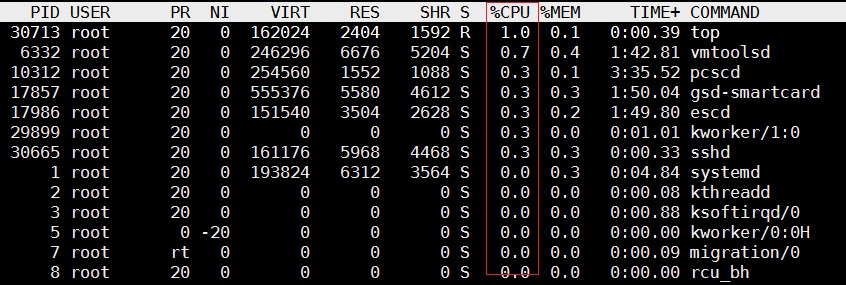 PID USER PR NI VIRT RES SHR S %CPU %MEM TIME+ COMMAND
30713 root 20 0 162024 2404 1592 R 1.0 0.1 0:00.39 top
6332 root 20 0 246296 6676 5204 S 0.7 0.4 1:42.81 vmtoolsd
10312 root 20 0 254560 1552 1088 S 0.3 0.1 3:35.52 pcscd
17857 root 20 0 555376 5580 4612 S 0.3 0.3 1:50.04 gsd-smartcard
17986 root 20 0 151540 3504 2628 S 0.3 0.2 1:49.80 escd
29899 root 20 0 0 0 0 S 0.3 0.0 0:01.01 kworker/1:0
30665 root 20 0 161176 5968 4468 S 0.3 0.3 0:00.33 sshd
1 root 20 0 193824 6312 3564 S 0.0 0.3 0:04.84 systemd
2 root 20 0 0 0 0 S 0.0 0.0 0:00.08 kthreadd
3 root 20 0 0 0 0 S 0.0 0.0 0:00.88 ksoftirqd/0
5 root 0 -20 0 0 0 S 0.0 0.0 0:00.00 kworker/0:0H
7 root rt 0 0 0 0 S 0.0 0.0 0:00.09 migration/0
8 root 20 0 0 0 0 S 0.0 0.0 0:00.00 rcu_bh